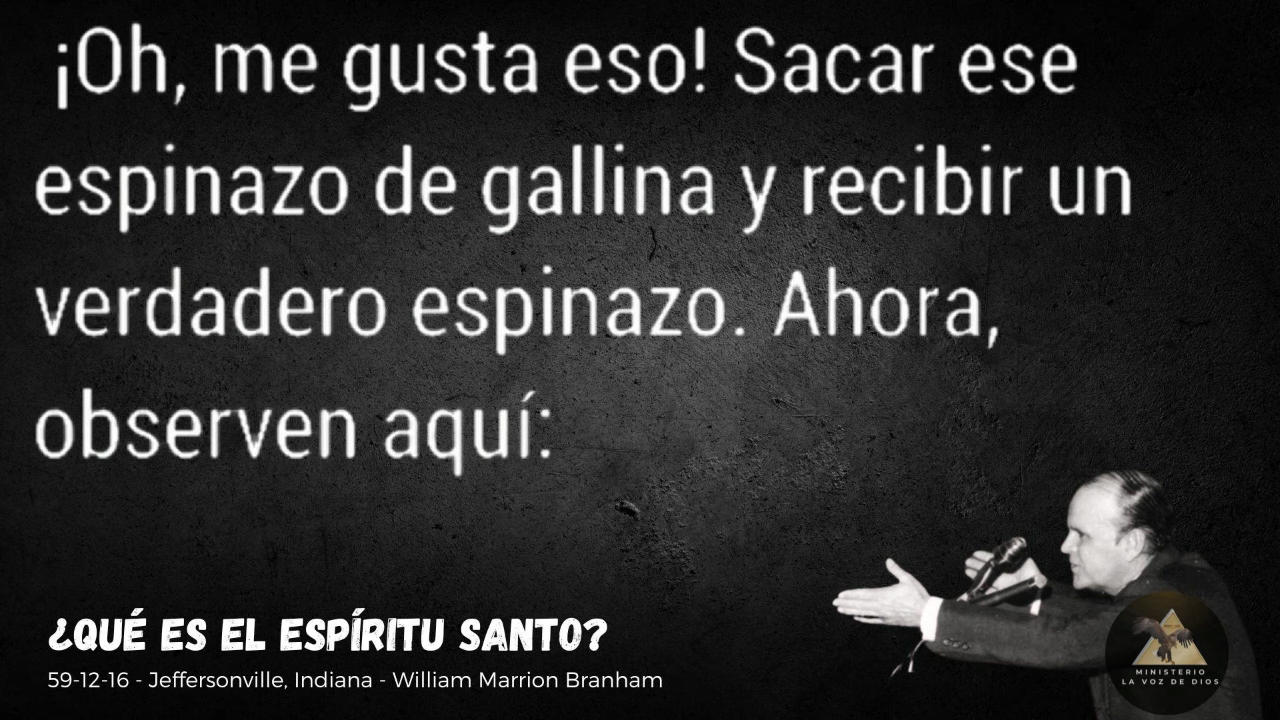 ¡Oh, me gusta eso! Sacar ese
espinazo de gallina y recibir un
verdadero espinazo. Ahora,
observen aquí:
¿QUÉ ES EL ESPÍRITU SANTO?
59-12-16 - Jeffersonville, Indiana - William Marrion Branham
MINISTERIO
LA VOZ DE DIOS